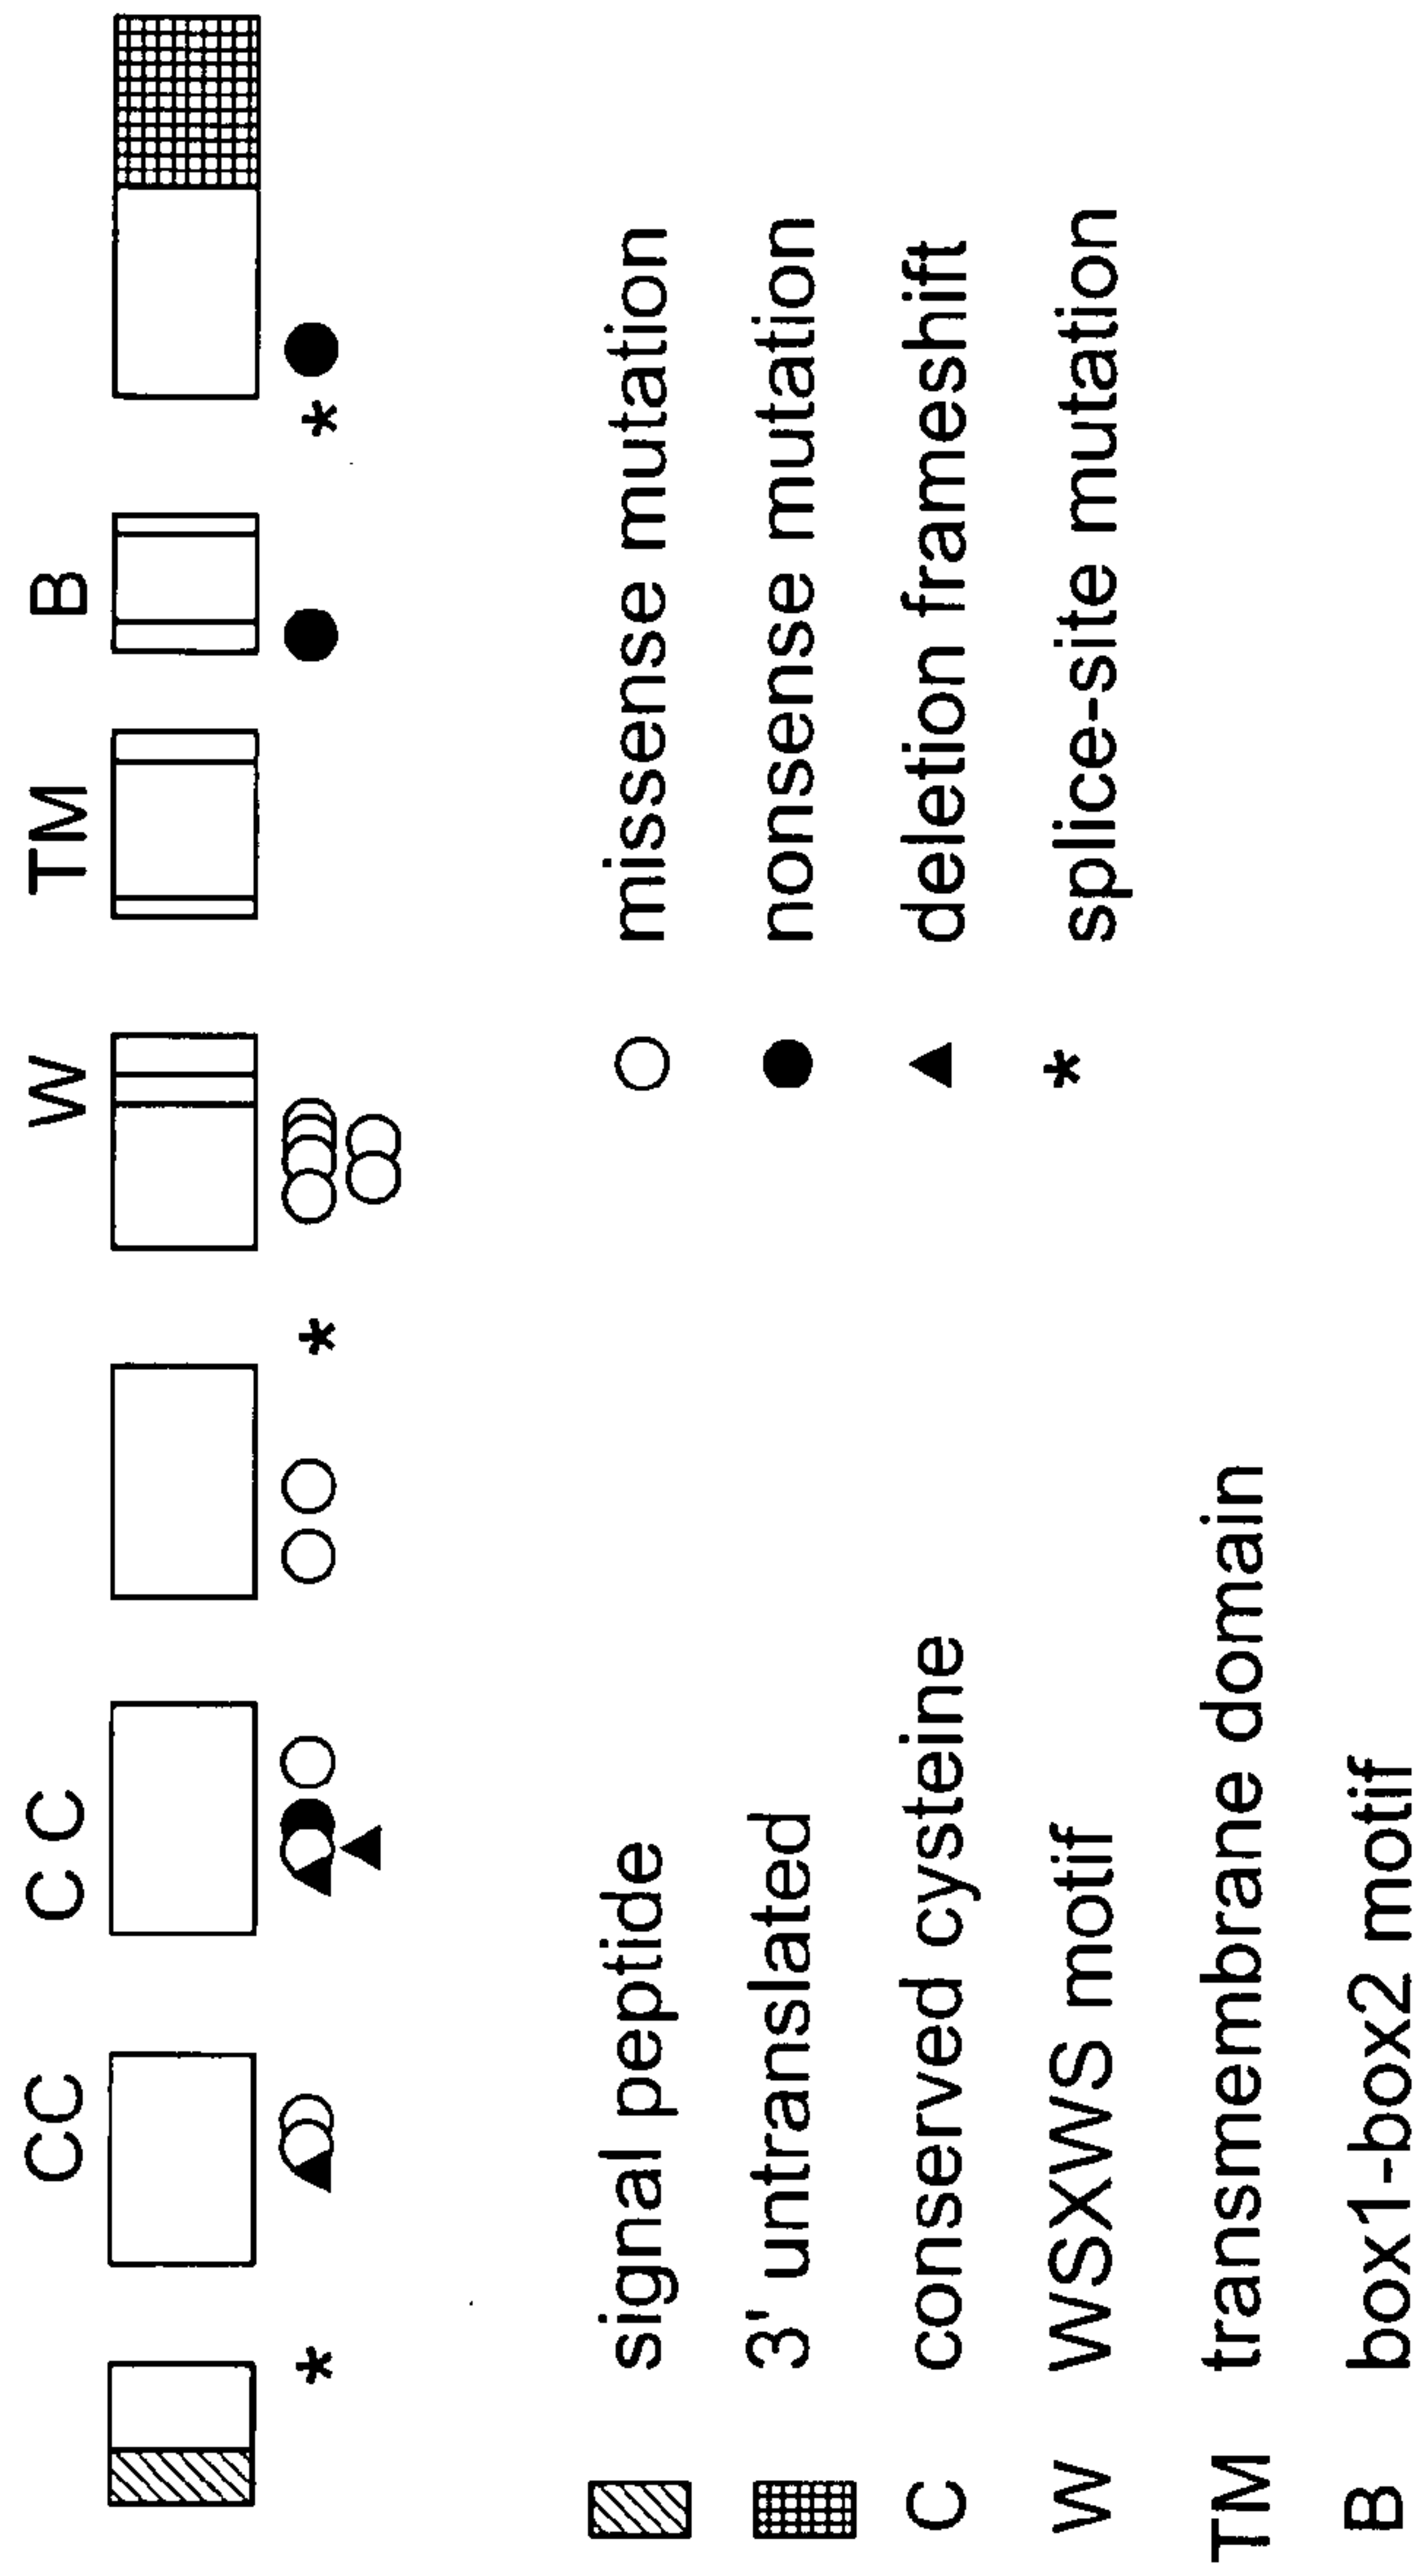 CC C C W TM B
* * *
signal peptide
3' untranslated
C conserved cysteine
W WSXWS motif
TM transmembrane domain
B box1-box2 motif
missense mutation
nonsense mutation
deletion frameshift
* splice-site mutation